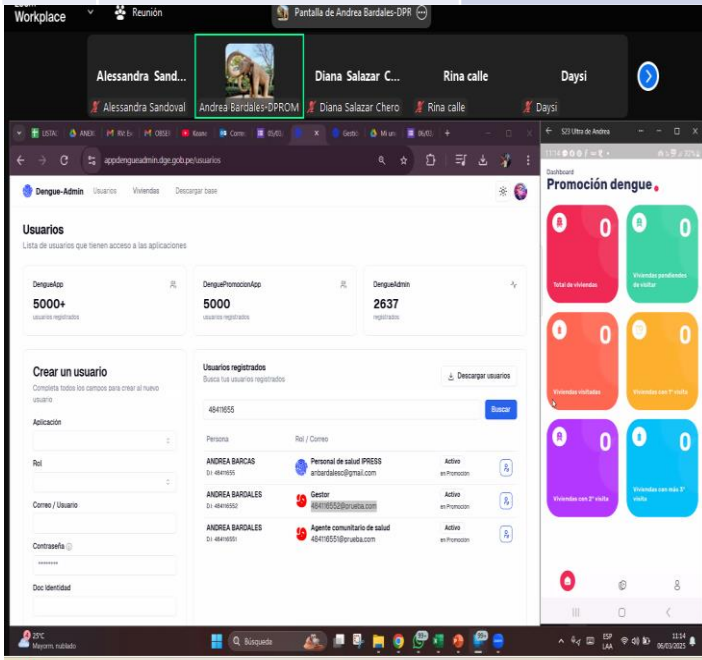 Workplace
Reunión
Pantalla de Andrea Bardales-DPR
Alessandra Sand...
Diana Salazar C...
Rina calle
Daysi
Alessandra Sandoval
Andrea Bardales-DPROM
Diana Salazar Chero
Rina calle
Daysi
appdengueadmin.dge.gob.pe/usuarios
Dengue-Admin
Usuarios
Viviendas
Descargar base
Usuarios
Lista de usuarios que tienen acceso a las aplicaciones
DengueApp
5000+
usuarios registrados
DenguePromocionApp
5000
usuarios registrados
DengueAdmin
2637
registrados
Crear un usuario
Completa todos los campos para crear al nuevo
usuario
Aplicación
Rol
Correo / Usuario
Contraseña
Doc Identidad
Usuarios registrados
Busca tus usuarios registrados
Descargar usuarios
48411655
Buscar
Persona
Rol / Correo
ANDREA BARCAS
D.I: 48411655
Personal de salud IPRESS
anbardalesc@gmail.com
Activo
en Promocion
ANDREA BARDALES
D.I: 484116552
Gestor
484116552@prueba.com
Activo
en Promocion
ANDREA BARDALES
D.I: 484116551
Agente comunitario de salud
484116551@prueba.com
Activo
en Promocion
S23 Ultra de Andrea
11:14
Dashboard
Promoción dengue
0
Total de viviendas
0
Viviendas pendientes
de visitar
0
Viviendas visitadas
0
Viviendas con 1° visita
0
Viviendas con 2° visita
0
Viviendas con más 3°
visita
25°C
Mayorm. nublado
Búsqueda
ESP
LAA
11:14
06/03/2025